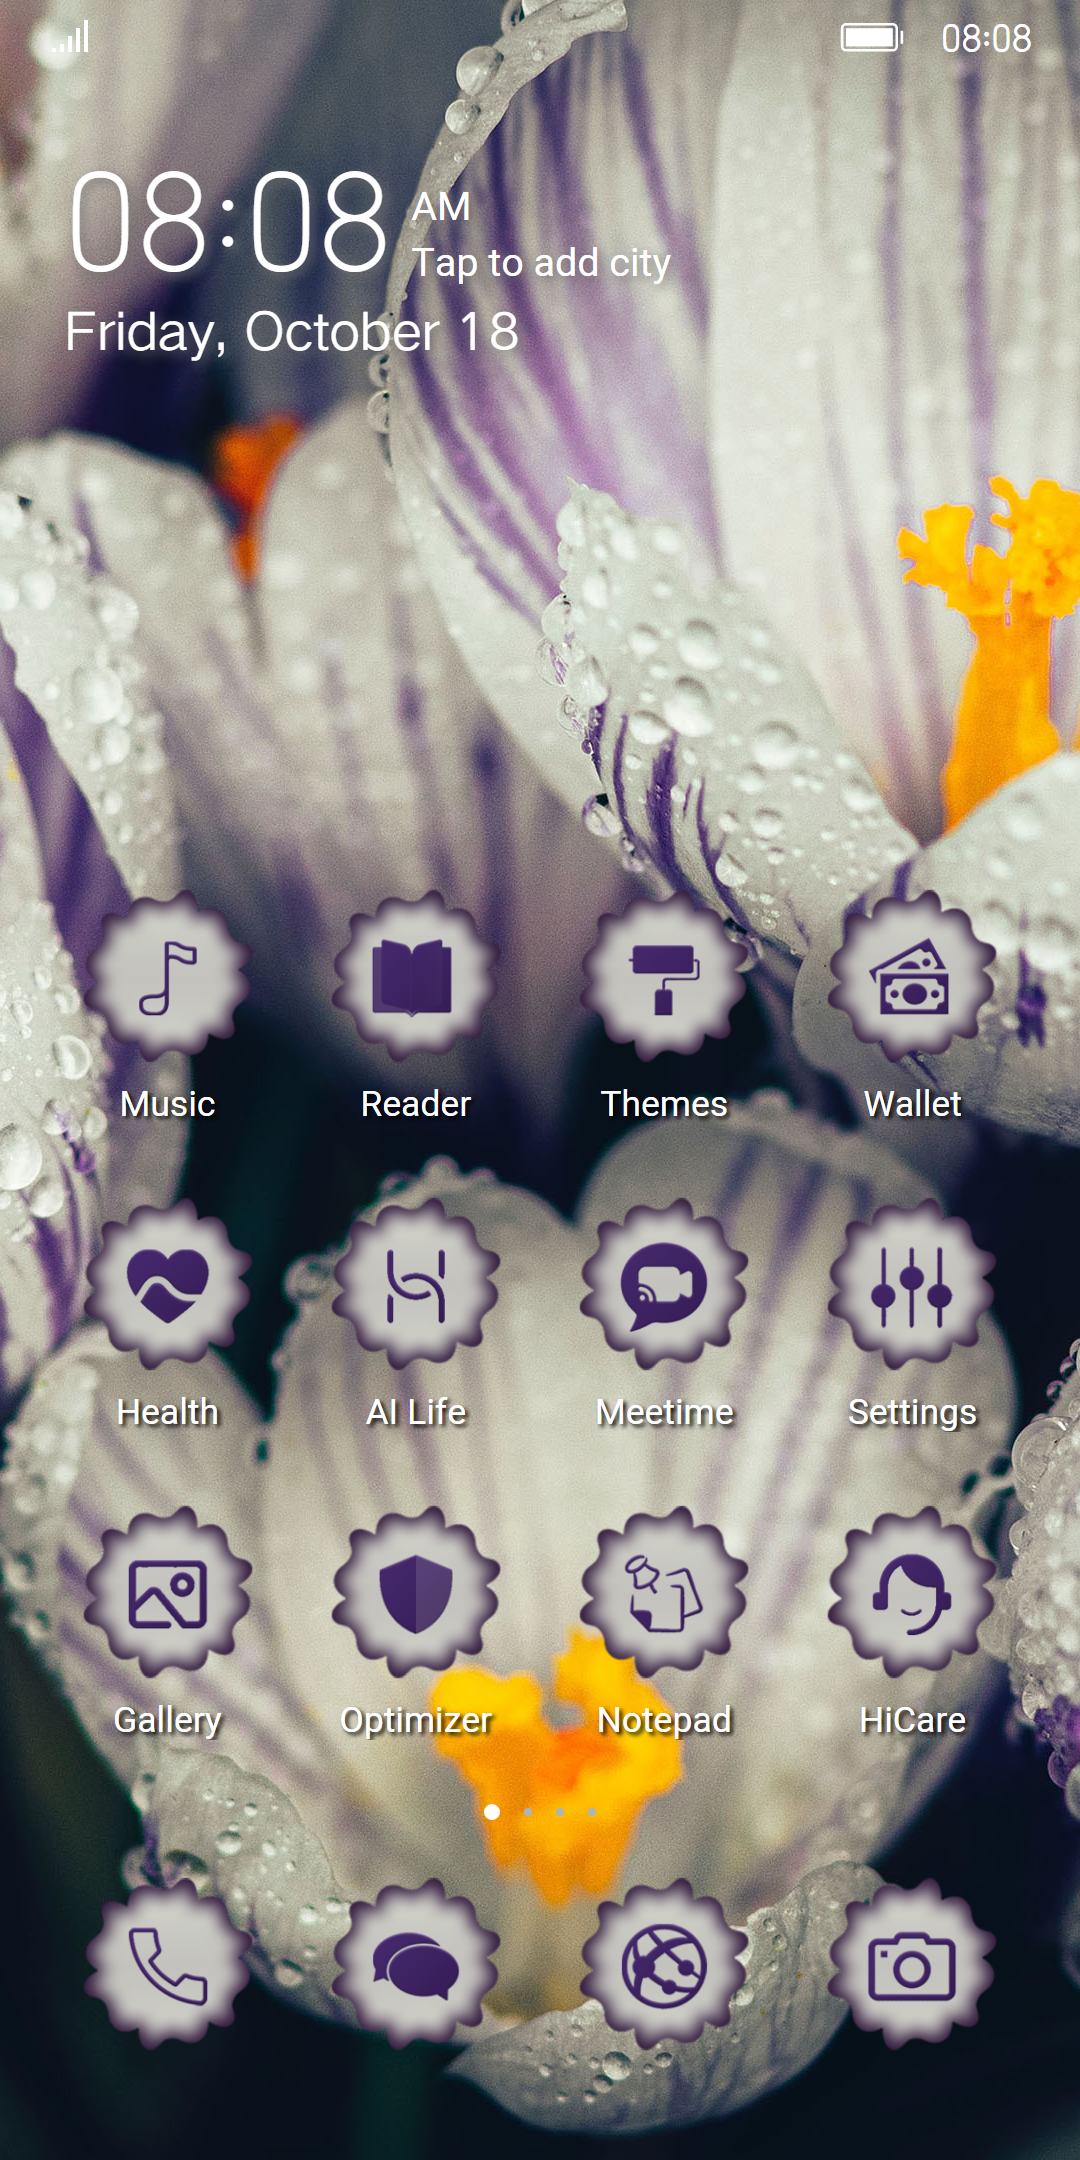 08:08
08:08 AM
Tap to add city
Friday, October 18
Music Reader Themes Wallet
Health AI Life Meetime Settings
Gallery Optimizer Notepad HiCare